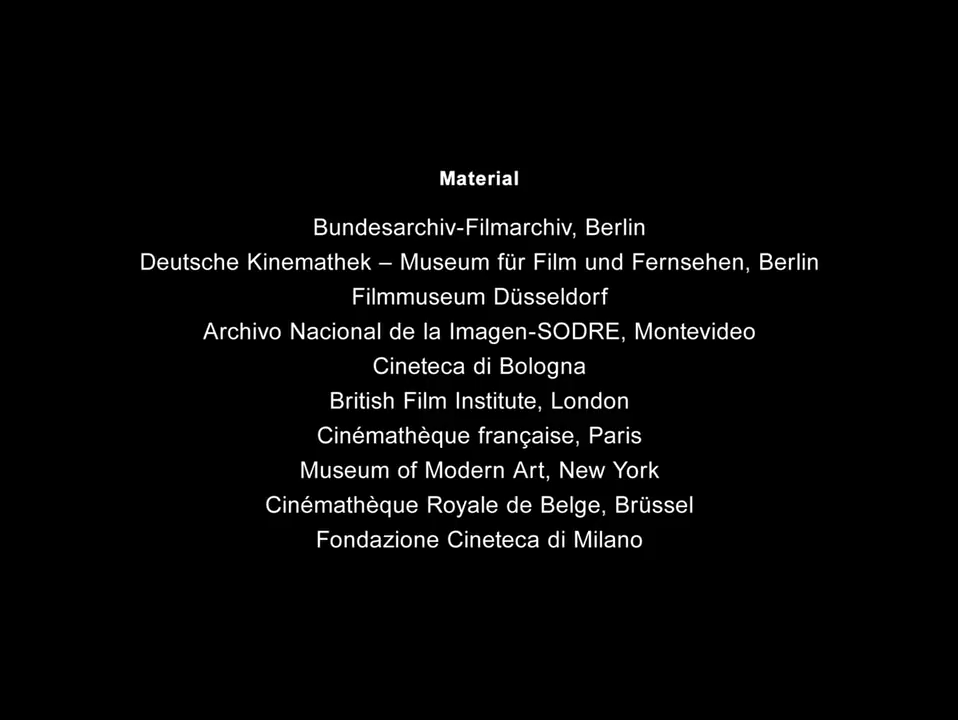 Material
Bundesarchiv-Filmarchiv, Berlin
Deutsche Kinemathek – Museum für Film und Fernsehen, Berlin
Filmmuseum Düsseldorf
Archivo Nacional de la Imagen-SODRE, Montevideo
Cineteca di Bologna
British Film Institute, London
Cinémathèque française, Paris
Museum of Modern Art, New York
Cinémathèque Royale de Belge, Brüssel
Fondazione Cineteca di Milano